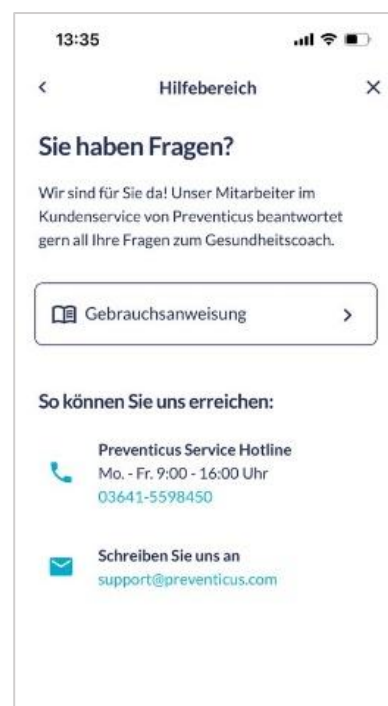 13:35
Hilfebereich
Sie haben Fragen?
Wir sind für Sie da! Unser Mitarbeiter im
Kundenservice von Preventicus beantwortet
gern all Ihre Fragen zum Gesundheitscoach.
Gebrauchsanweisung
So können Sie uns erreichen:
Preventicus Service Hotline
Mo. - Fr. 9:00 - 16:00 Uhr
03641-5598450
Schreiben Sie uns an
support@preventicus.com